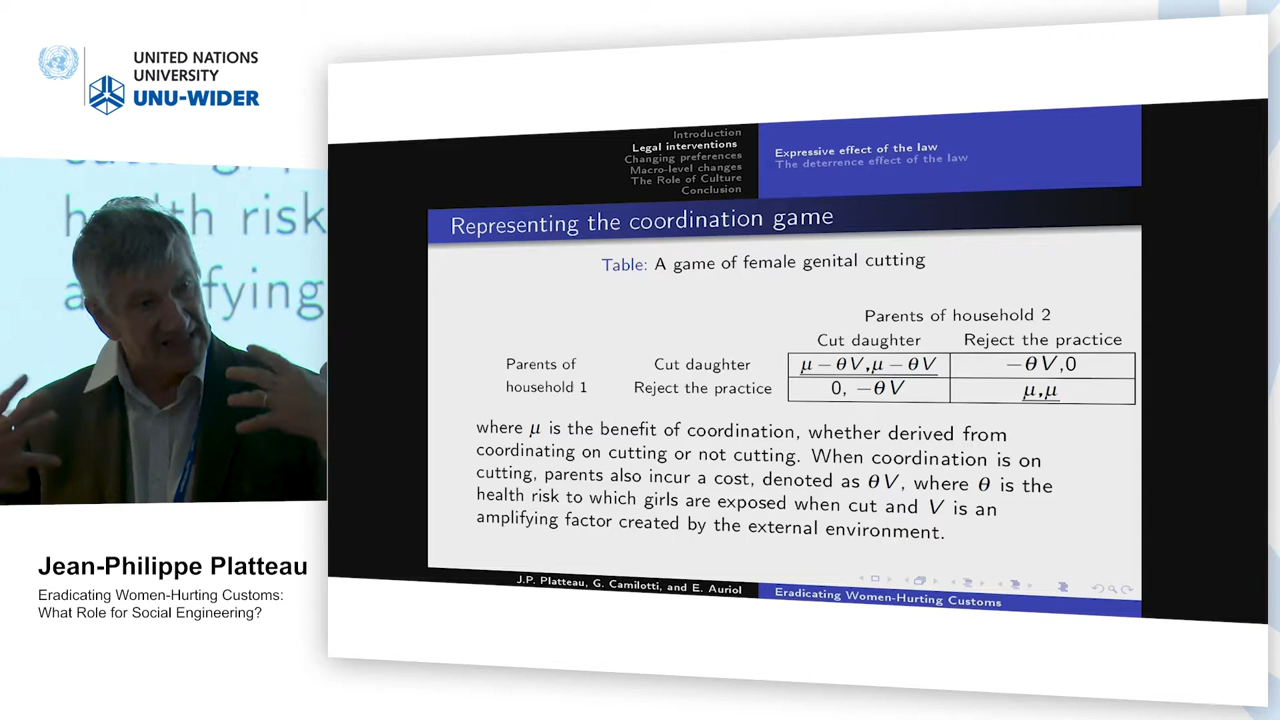 UNITED NATIONS
UNIVERSITY
UNU-WIDER
health risk
Jean-Philippe Platteau
Eradicating Women-Hurting Customs:
What Role for Social Engineering?
Introduction
Legal interventions
Changing preferences
Macro-level changes
The Role of Culture
Conclusion
Expressive effect of the law
The deterrence effect of the law
Representing the coordination game
Table: A game of female genital cutting
Parents of household 2
Cut daughter Reject the practice
Parents of Cut daughter μ − θV,μ − θV −θV,0
household 1 Reject the practice 0, −θV μ,μ
where μ is the benefit of coordination, whether derived from
coordinating on cutting or not cutting. When coordination is on
cutting, parents also incur a cost, denoted as θV, where θ is the
health risk to which girls are exposed when cut and V is an
amplifying factor created by the external environment.
J.P. Platteau, G. Camilotti, and E. Auriol
Eradicating Women-Hurting Customs